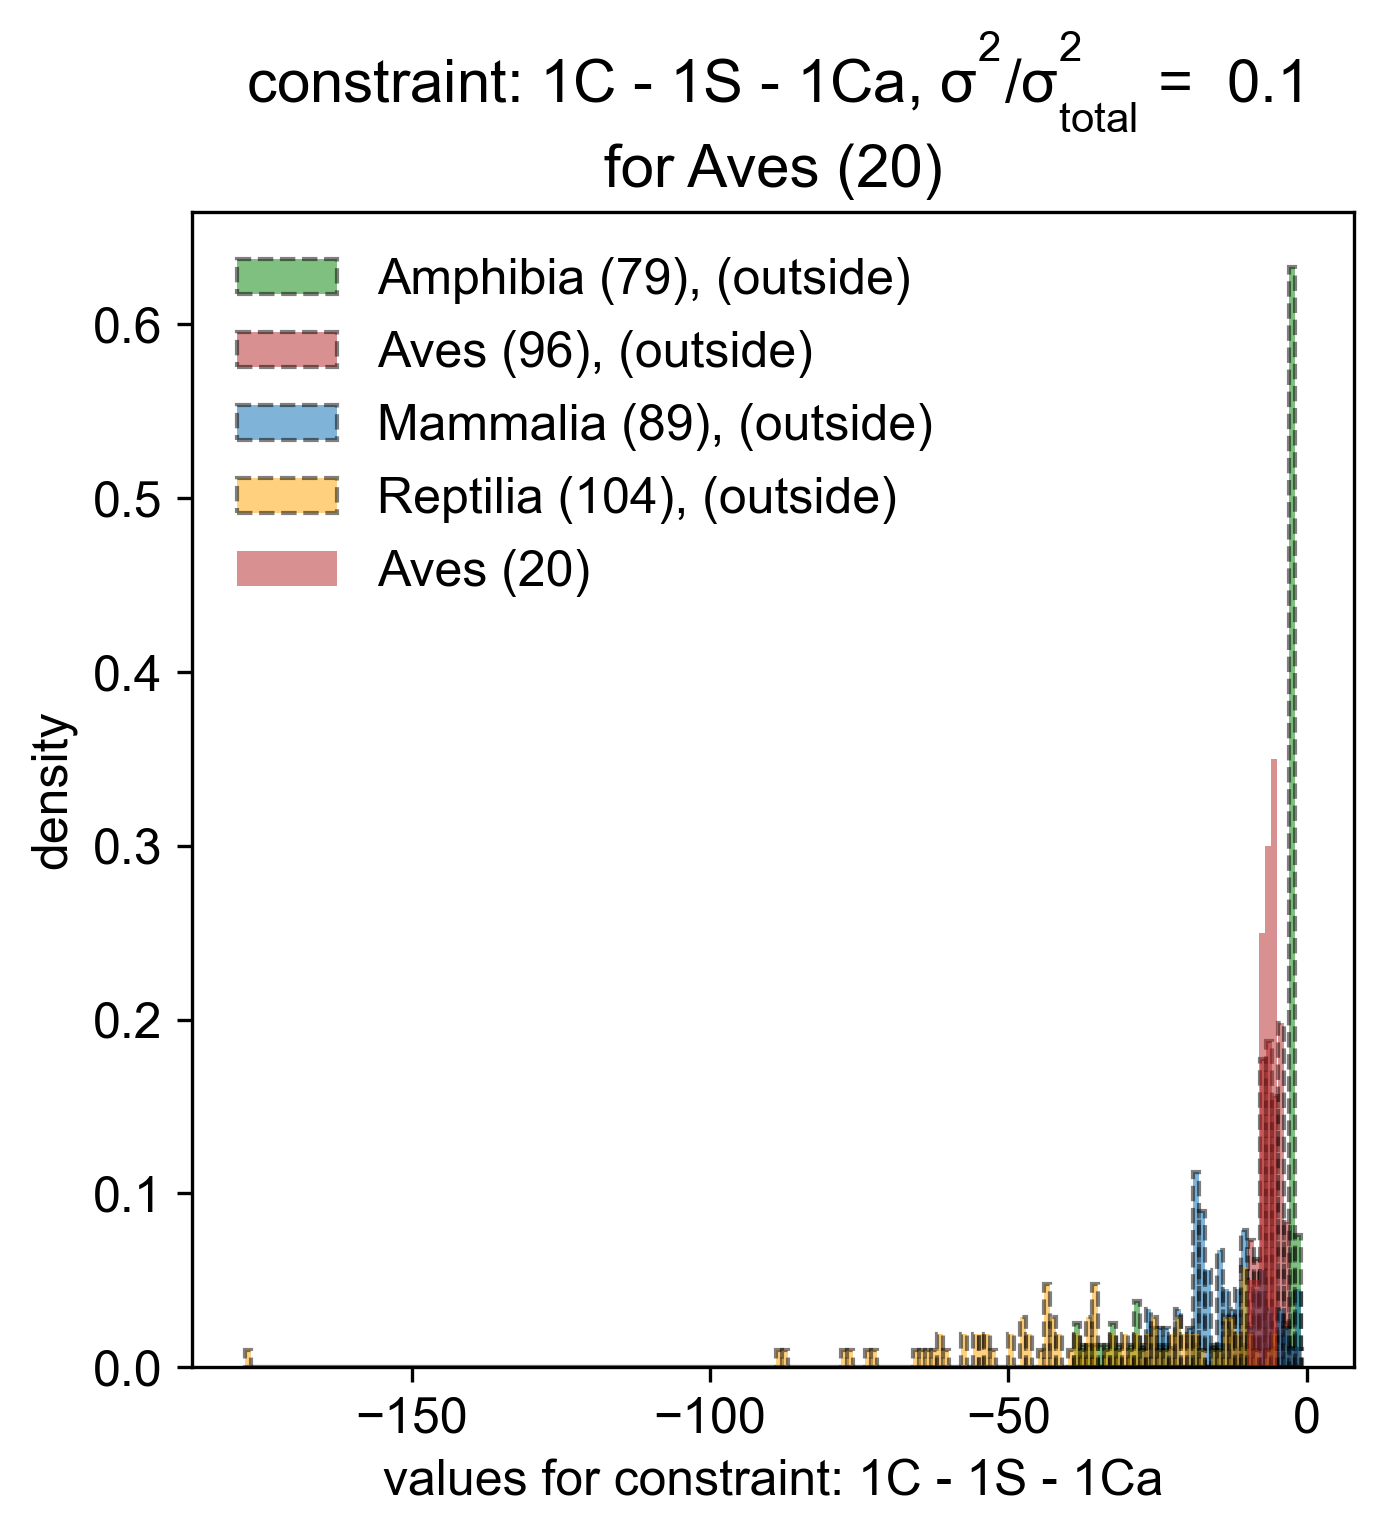 constraint: 1C - 1S - 1Ca, σ²/σ²total = 0.1
for Aves (20)
Amphibia (79), (outside)
Aves (96), (outside)
Mammalia (89), (outside)
Reptilia (104), (outside)
Aves (20)
density
0.6
0.5
0.4
0.3
0.2
0.1
0.0
−150 −100 −50 0
values for constraint: 1C - 1S - 1Ca